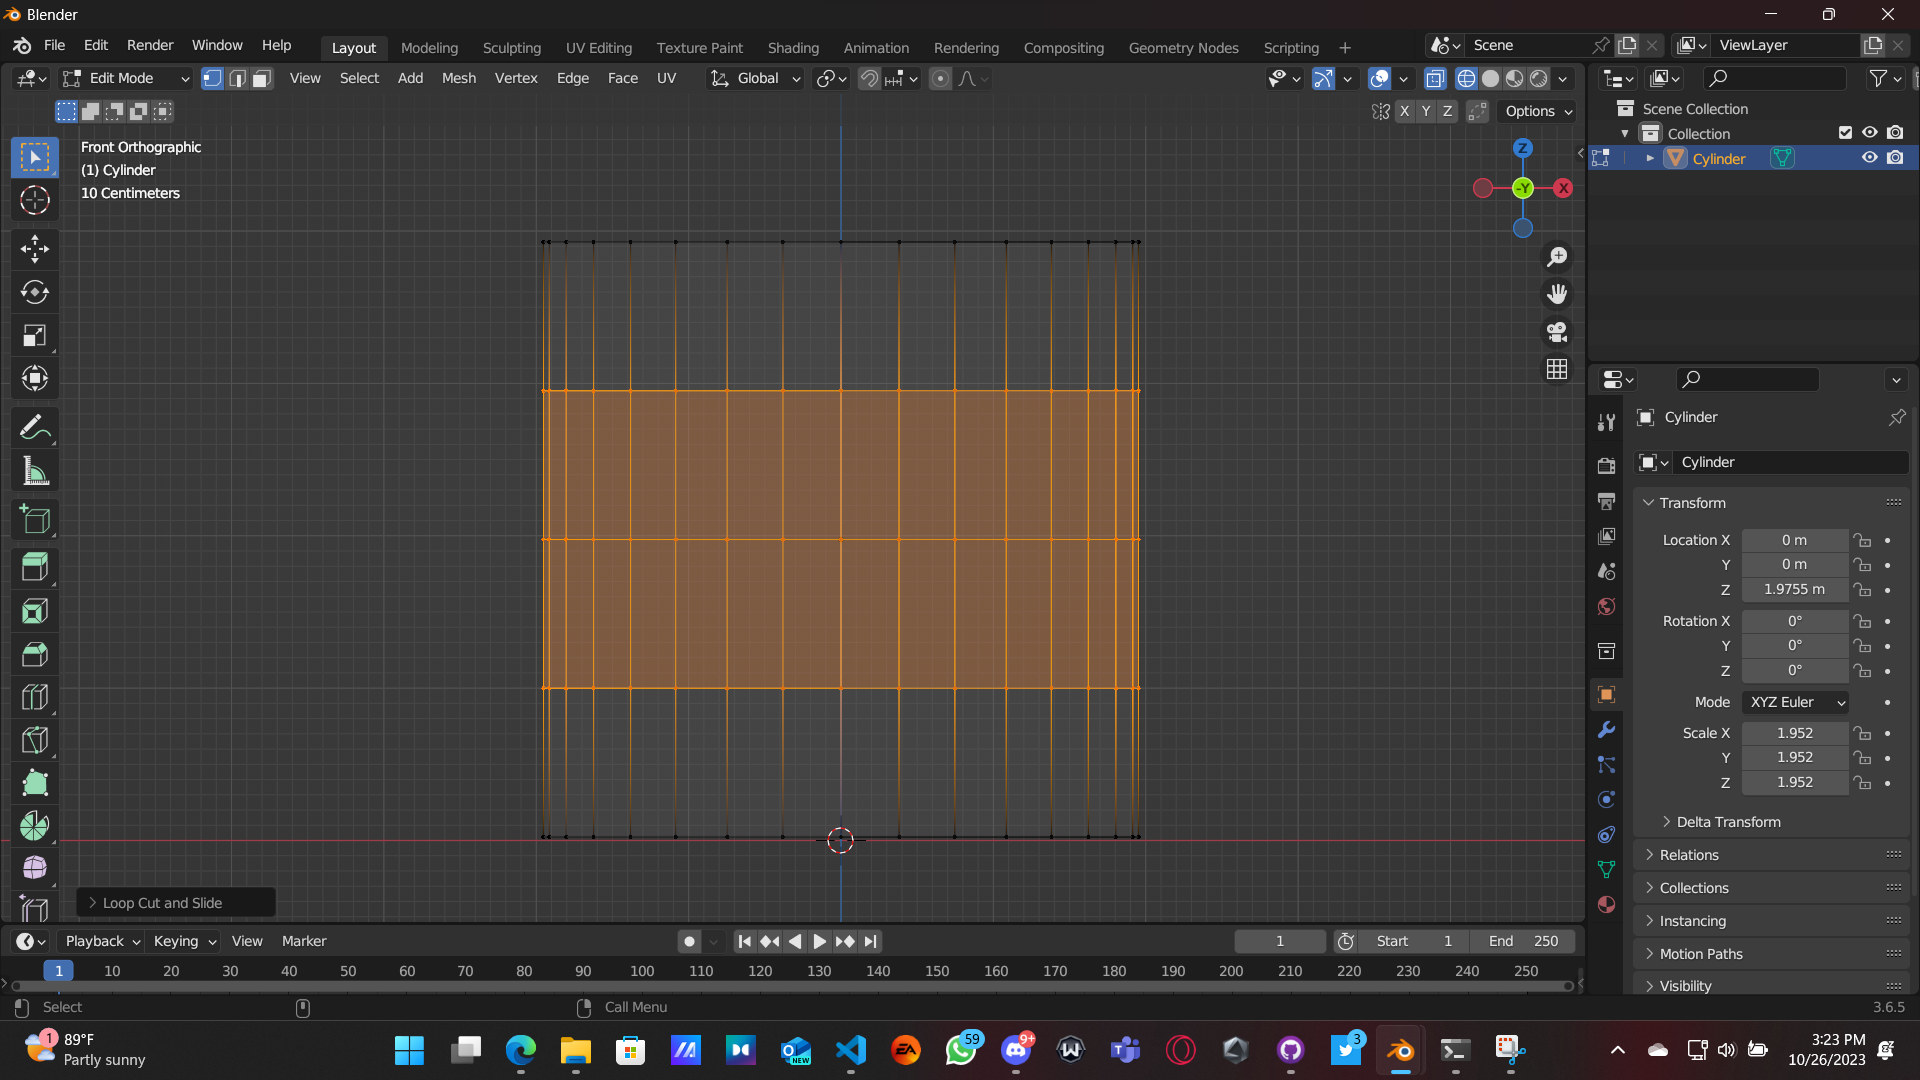 Blender
File Edit Render Window Help Layout Modeling Sculpting UV Editing Texture Paint Shading Animation Rendering Compositing Geometry Nodes Scripting + Scene ViewLayer
Edit Mode View Select Add Mesh Vertex Edge Face UV Global
X Y Z Options
Front Orthographic
(1) Cylinder
10 Centimeters
Z
-Y
X
Scene Collection
Collection
Cylinder
Cylinder
Cylinder
Transform
Location X 0 m
Y 0 m
Z 1.9755 m
Rotation X 0°
Y 0°
Z 0°
Mode XYZ Euler
Scale X 1.952
Y 1.952
Z 1.952
Delta Transform
Relations
Collections
Instancing
Motion Paths
Visibility
Loop Cut and Slide
Playback Keying View Marker 1 Start 1 End 250
1 10 20 30 40 50 60 70 80 90 100 110 120 130 140 150 160 170 180 190 200 210 220 230 240 250
Select Call Menu 3.6.5
1 89°F
Partly sunny
NEW
EA
59
9+
W
3
3:23 PM
10/26/2023